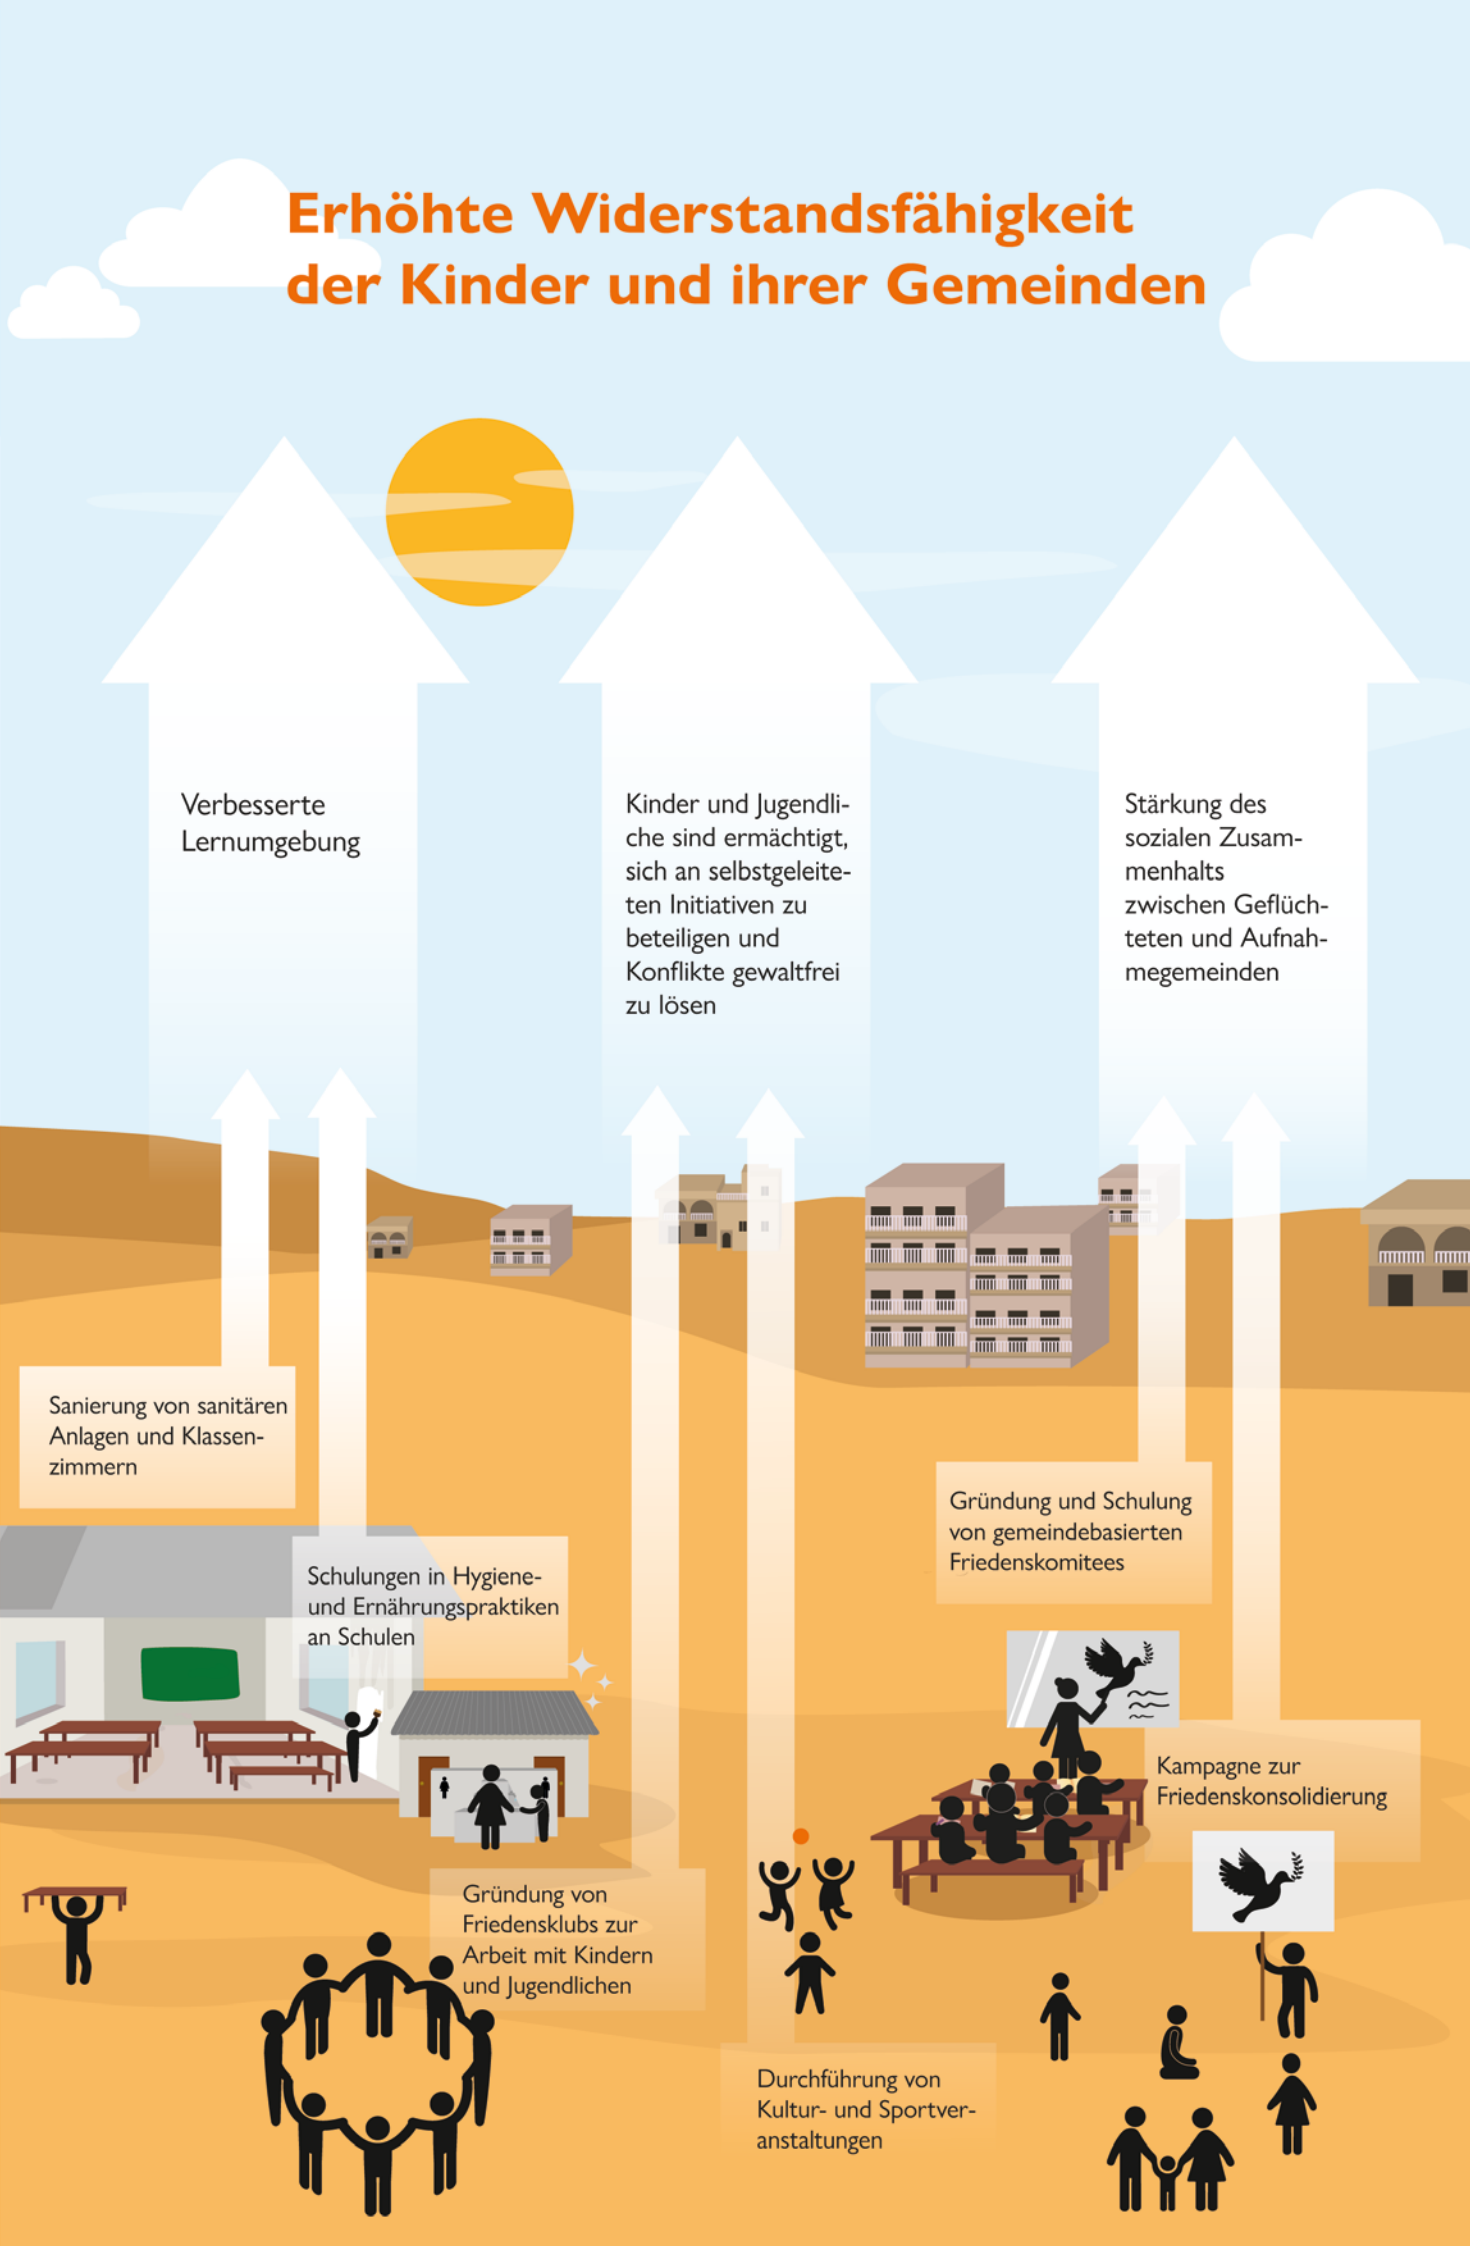 Erhöhte Widerstandsfähigkeit
der Kinder und ihrer Gemeinden
Verbesserte
Lernumgebung
Kinder und Jugendli-
che sind ermächtigt,
sich an selbstgeleite-
ten Initiativen zu
beteiligen und
Konflikte gewaltfrei
zu lösen
Stärkung des
sozialen Zusam-
menhalts
zwischen Geflüch-
teten und Aufnah-
megemeinden
Sanierung von sanitären
Anlagen und Klassen-
zimmern
Schulungen in Hygiene-
und Ernährungspraktiken
an Schulen
Gründung von
Friedensklubs zur
Arbeit mit Kindern
und Jugendlichen
Durchführung von
Kultur- und Sportver-
anstaltungen
Gründung und Schulung
von gemeindebasierten
Friedenskomitees
Kampagne zur
Friedenskonsolidierung